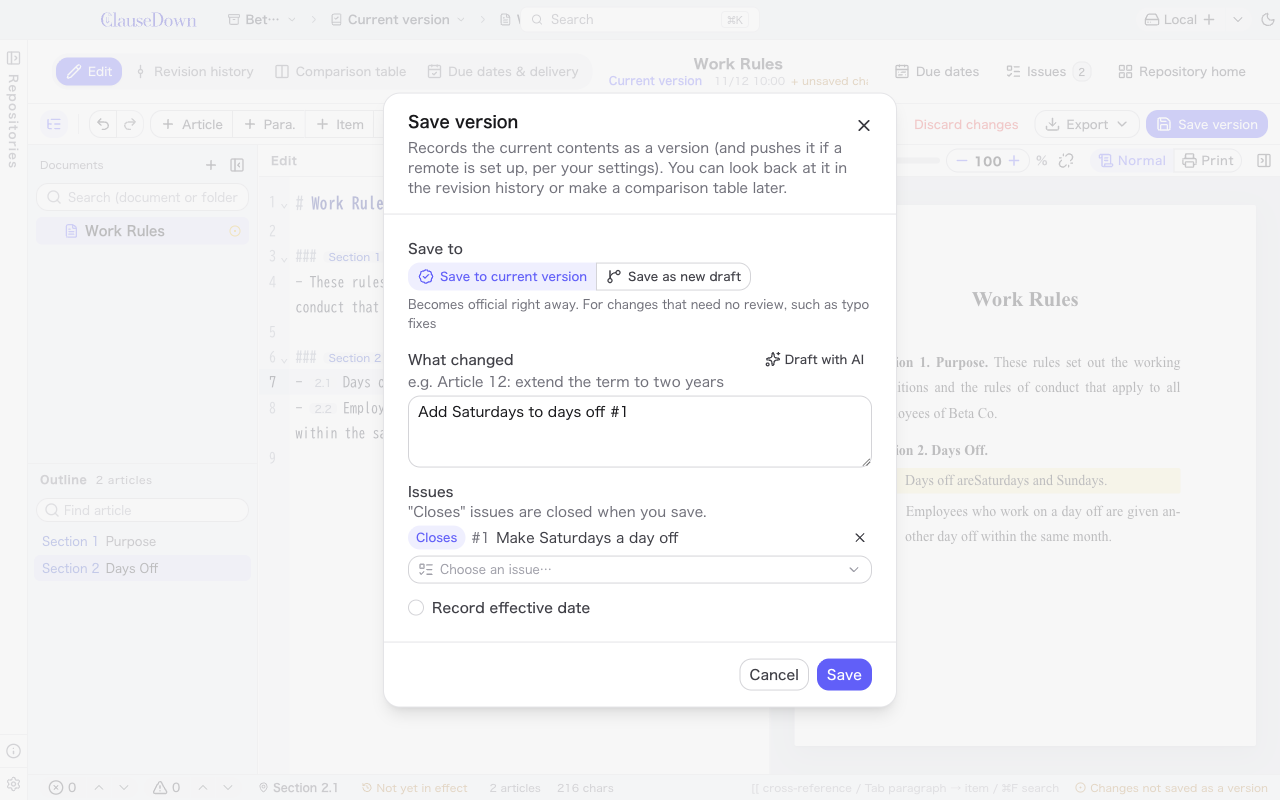 ClauseDown
Bet…
Current version
W
Search
⌘K
Local
Edit
Revision history
Comparison table
Due dates & delivery
Work Rules
Current version 11/12 10:00 + unsaved cha
Due dates
Issues 2
Repository home
Repositories
Article
Para.
Item
Discard changes
Export
Save version
Documents
Edit
100 %
Normal
Print
Search (document or folder
Work Rules
1 # Work Rule
2
3 ### Section 1
4 - These rules
conduct that
5
6 ### Section 2
7 - 2.1 Days o
8 - 2.2 Employ
within the sa
9
Outline 2 articles
Find article
Section 1 Purpose
Section 2 Days Off
Save version
Records the current contents as a version (and pushes it if a
remote is set up, per your settings). You can look back at it in
the revision history or make a comparison table later.
Save to
Save to current version
Save as new draft
Becomes official right away. For changes that need no review, such as typo
fixes
What changed
Draft with AI
e.g. Article 12: extend the term to two years
Add Saturdays to days off #1
Issues
"Closes" issues are closed when you save.
Closes #1 Make Saturdays a day off
Choose an issue…
Record effective date
Cancel
Save
Work Rules
ion 1. Purpose. These rules set out the working
itions and the rules of conduct that apply to all
oyees of Beta Co.
ion 2. Days Off.
Days off areSaturdays and Sundays.
Employees who work on a day off are given an-
other day off within the same month.
0
0
Section 2.1
Not yet in effect
2 articles
216 chars
[[ cross-reference / Tab paragraph → Item / ⌘F search
Changes not saved as a version